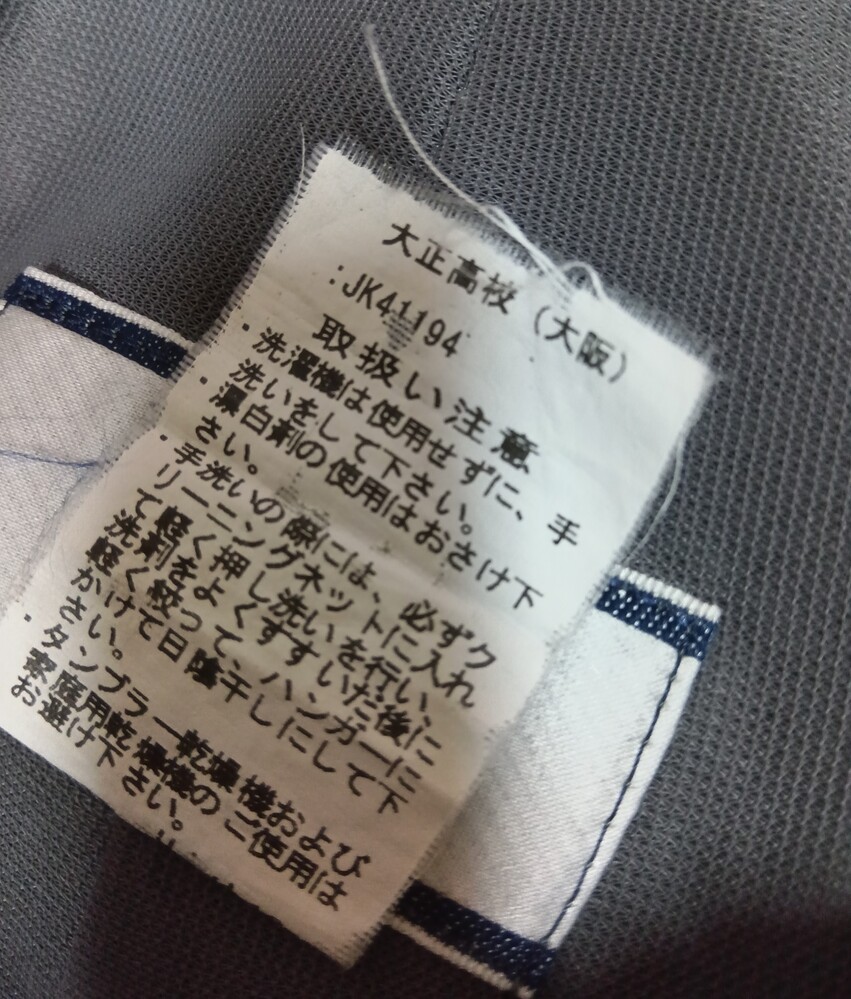 大正高校（大阪）
:JK41194
取扱い注意
・洗濯機は使用せずに、手
洗いをして下さい。
・漂白剤の使用はおさけ下
さい。
・手洗いの際には、必ずク
リーニングネットに入れ
て軽く押し洗いを行い、
洗剤をよくすすいだ後に
軽く絞って、ハンガーに
かけて日陰干しにして下
さい。
・タンブラー乾燥機および
家庭用乾燥機のご使用は
お避け下さい。